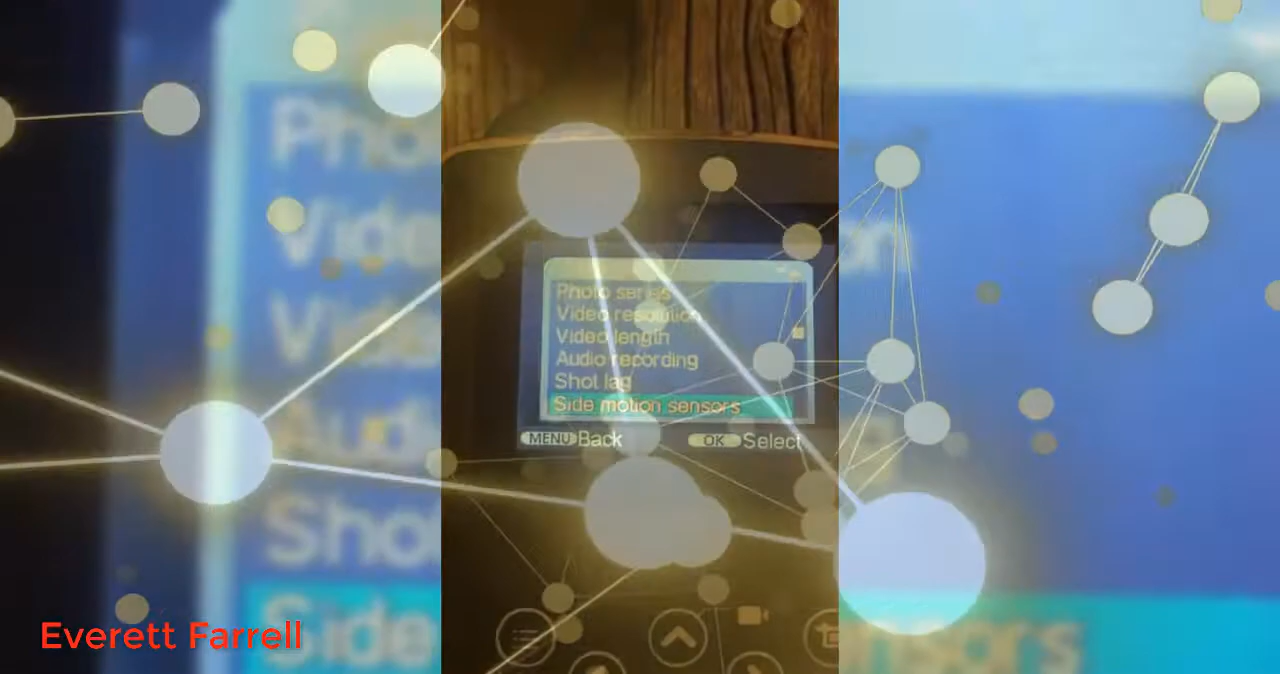 Photo series
Video resolution
Video length
Audio recording
Shot lag
Side motion sensors
MENU Back
OK Select
Everett Farrell